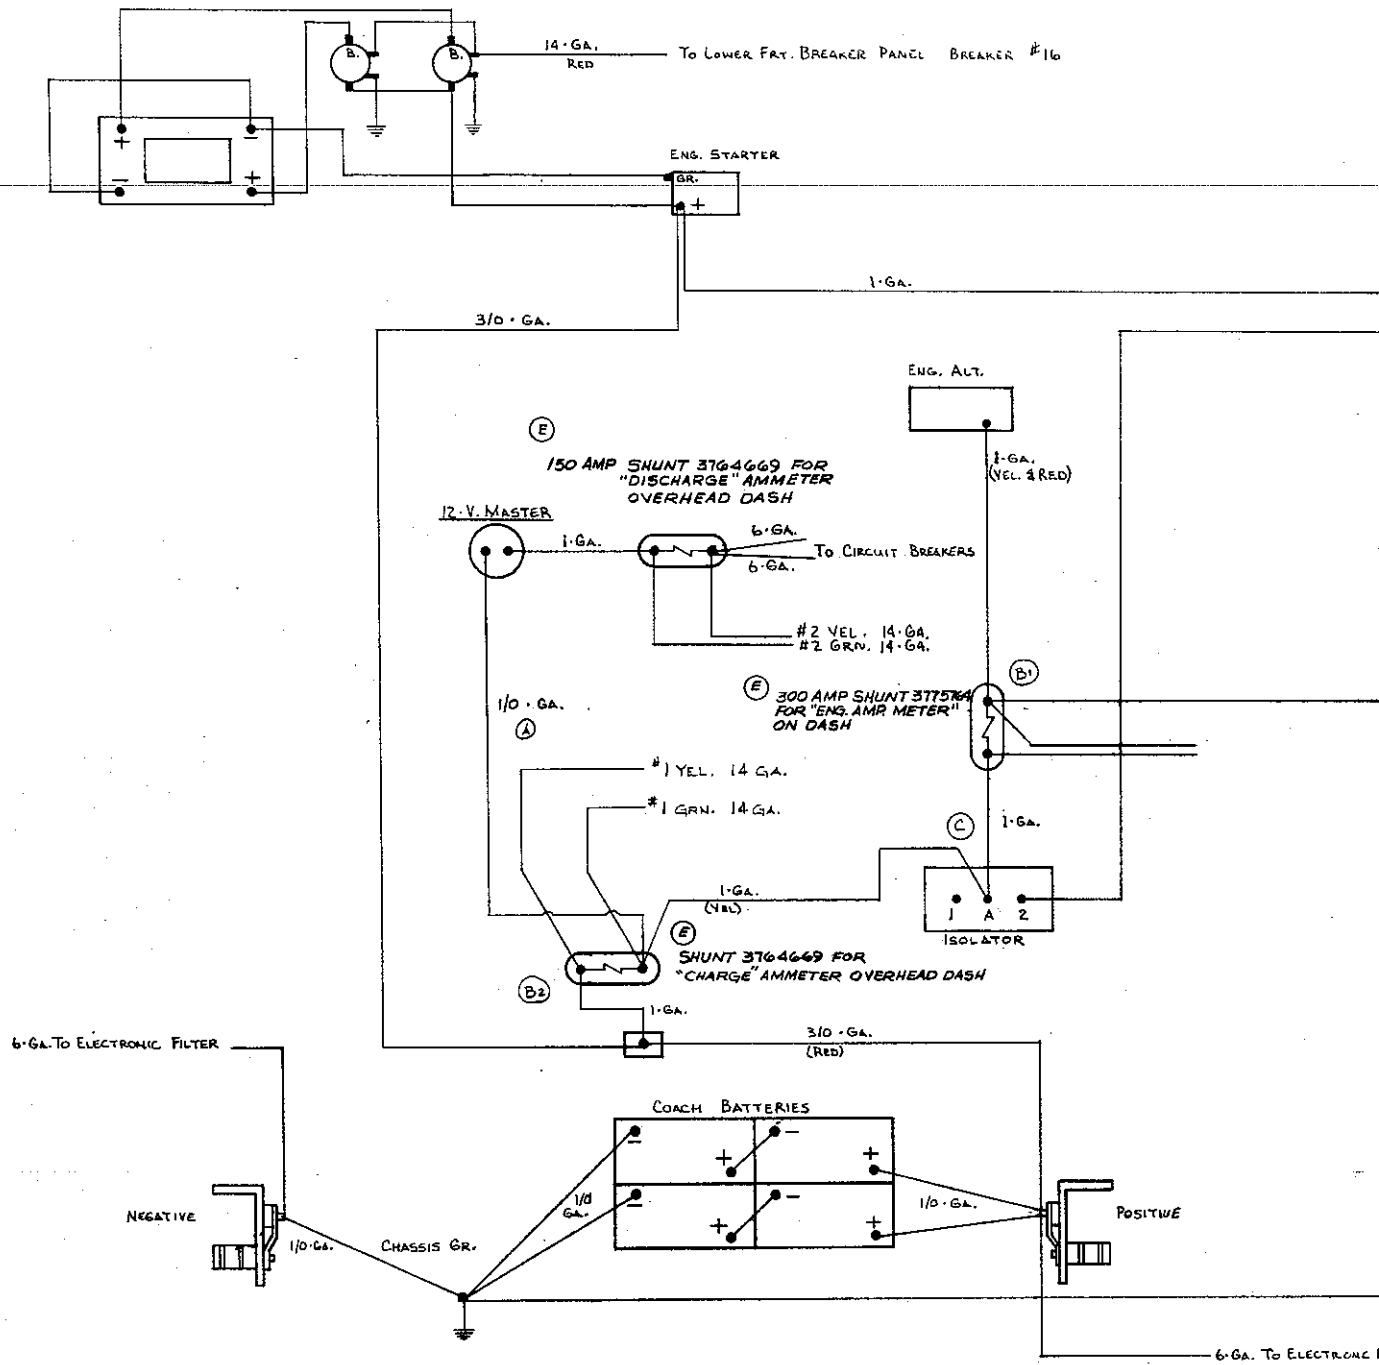 B.
B.
14·GA.
RED
TO LOWER FRT. BREAKER PANEL BREAKER #16
+
−
−
+
ENG. STARTER
GR.
+
1·GA.
3/0·GA.
ENG. ALT.
E
150 AMP SHUNT 3764669 FOR
"DISCHARGE" AMMETER
OVERHEAD DASH
1·GA.
(YEL. & RED)
12·V. MASTER
1·GA.
6·GA.
TO CIRCUIT BREAKERS
6·GA.
#2 YEL. 14·GA.
#2 GRN. 14·GA.
B1
E
300 AMP SHUNT 3775764
FOR "ENG. AMP METER"
ON DASH
1/0·GA.
A
#1 YEL. 14 GA.
#1 GRN. 14 GA.
C
1·GA.
1·GA.
(YEL)
1 A 2
ISOLATOR
E
SHUNT 3764669 FOR
"CHARGE" AMMETER OVERHEAD DASH
B2
1·GA.
6·GA. TO ELECTRONIC FILTER
3/0·GA.
(RED)
COACH BATTERIES
−
−
+
+
1/0
GA.
−
−
+
+
1/0·GA.
NEGATIVE
POSITIVE
1/0·GA.
CHASSIS GR.
6·GA. TO ELECTRONIC